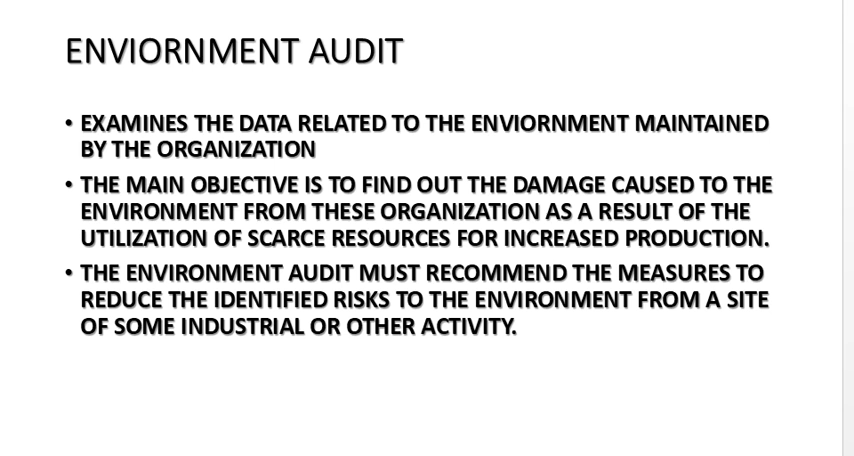 ENVIORNMENT AUDIT
• EXAMINES THE DATA RELATED TO THE ENVIORNMENT MAINTAINED
BY THE ORGANIZATION
• THE MAIN OBJECTIVE IS TO FIND OUT THE DAMAGE CAUSED TO THE
ENVIRONMENT FROM THESE ORGANIZATION AS A RESULT OF THE
UTILIZATION OF SCARCE RESOURCES FOR INCREASED PRODUCTION.
• THE ENVIRONMENT AUDIT MUST RECOMMEND THE MEASURES TO
REDUCE THE IDENTIFIED RISKS TO THE ENVIRONMENT FROM A SITE
OF SOME INDUSTRIAL OR OTHER ACTIVITY.